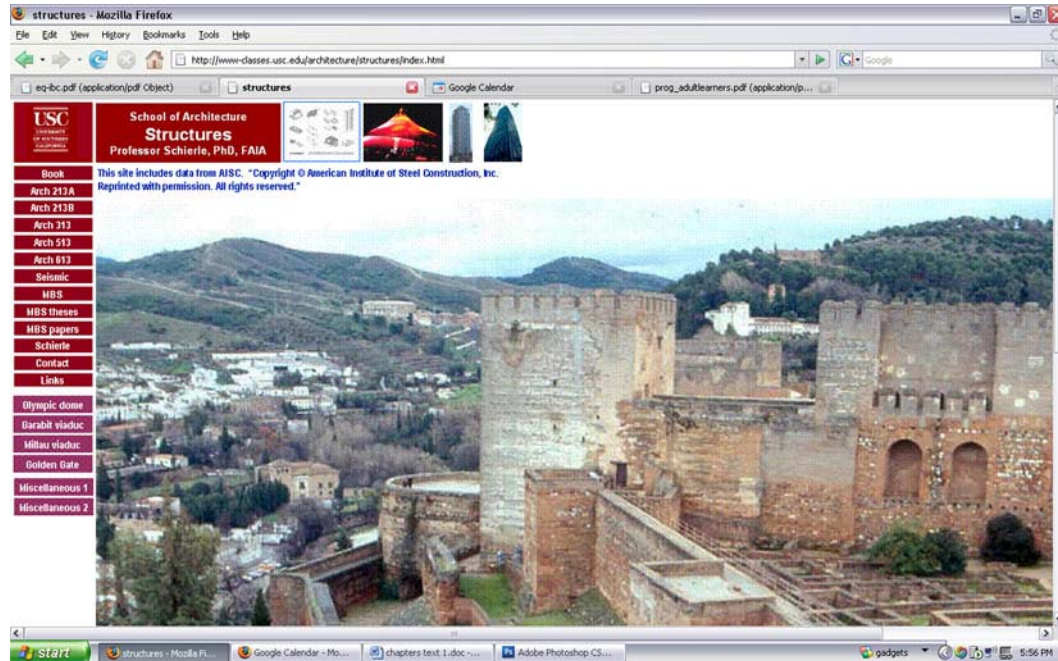 structures - Mozilla Firefox
File Edit View History Bookmarks Tools Help
http://www-classes.usc.edu/architecture/structures/index.html
Google
eq-ibc.pdf (application/pdf Object)
structures
Google Calendar
prog_adultlearners.pdf (application/p...
USC
UNIVERSITY
OF SOUTHERN
CALIFORNIA
School of Architecture
Structures
Professor Schierle, PhD, FAIA
This site includes data from AISC. "Copyright © American Institute of Steel Construction, Inc.
Reprinted with permission. All rights reserved."
Book
Arch 213A
Arch 213B
Arch 313
Arch 513
Arch 613
Seismic
MBS
MBS theses
MBS papers
Schierle
Contact
Links
Olympic dome
Garabit viaduc
Millau viaduc
Golden Gate
Miscellaneous 1
Miscellaneous 2
start
structures - Mozilla Fi...
Google Calendar - Mo...
chapters text 1.doc -...
Adobe Photoshop CS...
gadgets
5:56 PM